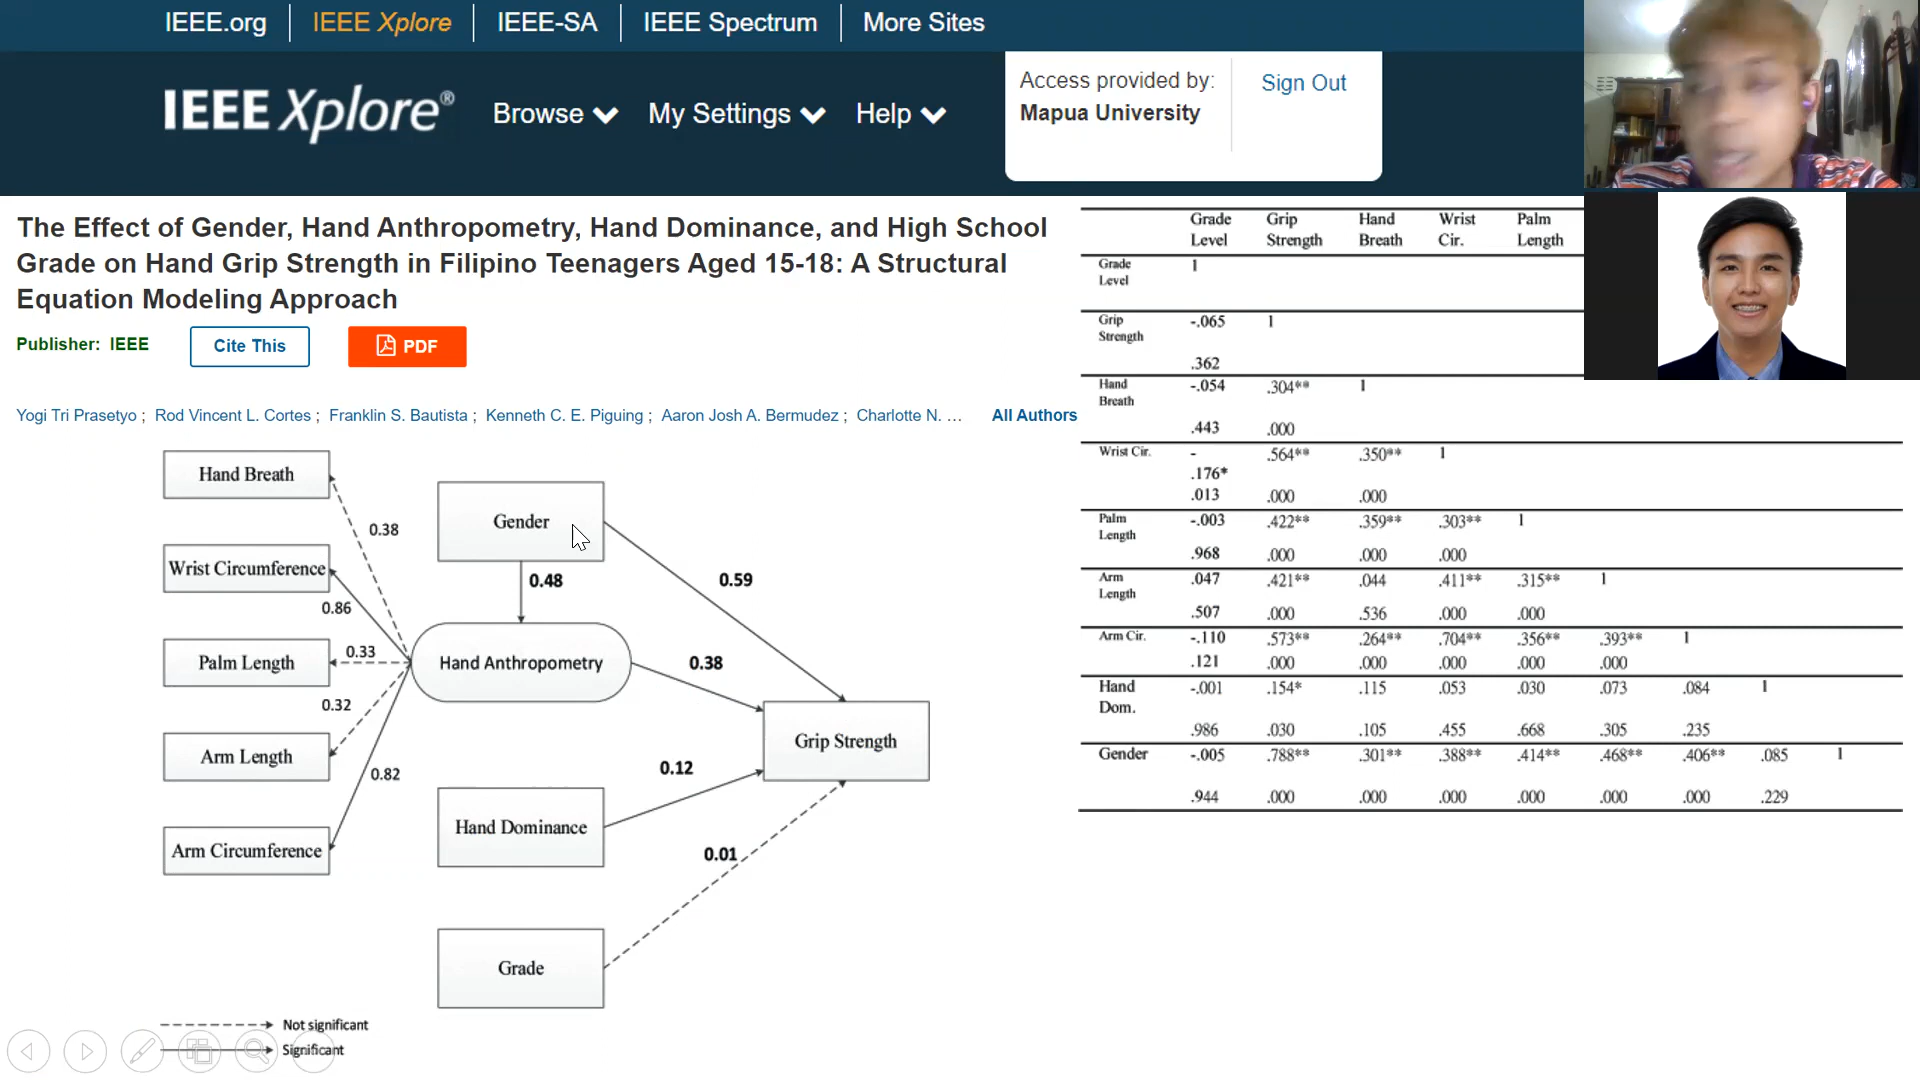 IEEE.org
IEEE Xplore
IEEE-SA
IEEE Spectrum
More Sites
IEEE Xplore®
Browse
My Settings
Help
Access provided by:
Mapua University
Sign Out
The Effect of Gender, Hand Anthropometry, Hand Dominance, and High School
Grade on Hand Grip Strength in Filipino Teenagers Aged 15-18: A Structural
Equation Modeling Approach
Publisher: IEEE
Cite This
PDF
Yogi Tri Prasetyo ; Rod Vincent L. Cortes ; Franklin S. Bautista ; Kenneth C. E. Piguing ; Aaron Josh A. Bermudez ; Charlotte N. … All Authors
Hand Breath
Wrist Circumference
Palm Length
Arm Length
Arm Circumference
0.38
0.86
0.33
0.32
0.82
Gender
0.48
Hand Anthropometry
Hand Dominance
Grade
0.59
0.38
0.12
0.01
Grip Strength
Not significant
Significant
Grade Grip Hand Wrist Palm
Level Strength Breath Cir. Length
Grade 1
Level
Grip -.065 1
Strength
.362
Hand -.054 .304** 1
Breath
.443 .000
Wrist Cir. - .564** .350** 1
.176*
.013 .000 .000
Palm -.003 .422** .359** .303** 1
Length
.968 .000 .000 .000
Arm .047 .421** .044 .411** .315** 1
Length
.507 .000 .536 .000 .000
Arm Cir. -.110 .573** .264** .704** .356** .393** 1
.121 .000 .000 .000 .000 .000
Hand -.001 .154* .115 .053 .030 .073 .084 1
Dom.
.986 .030 .105 .455 .668 .305 .235
Gender -.005 .788** .301** .388** .414** .468** .406** .085 1
.944 .000 .000 .000 .000 .000 .000 .229